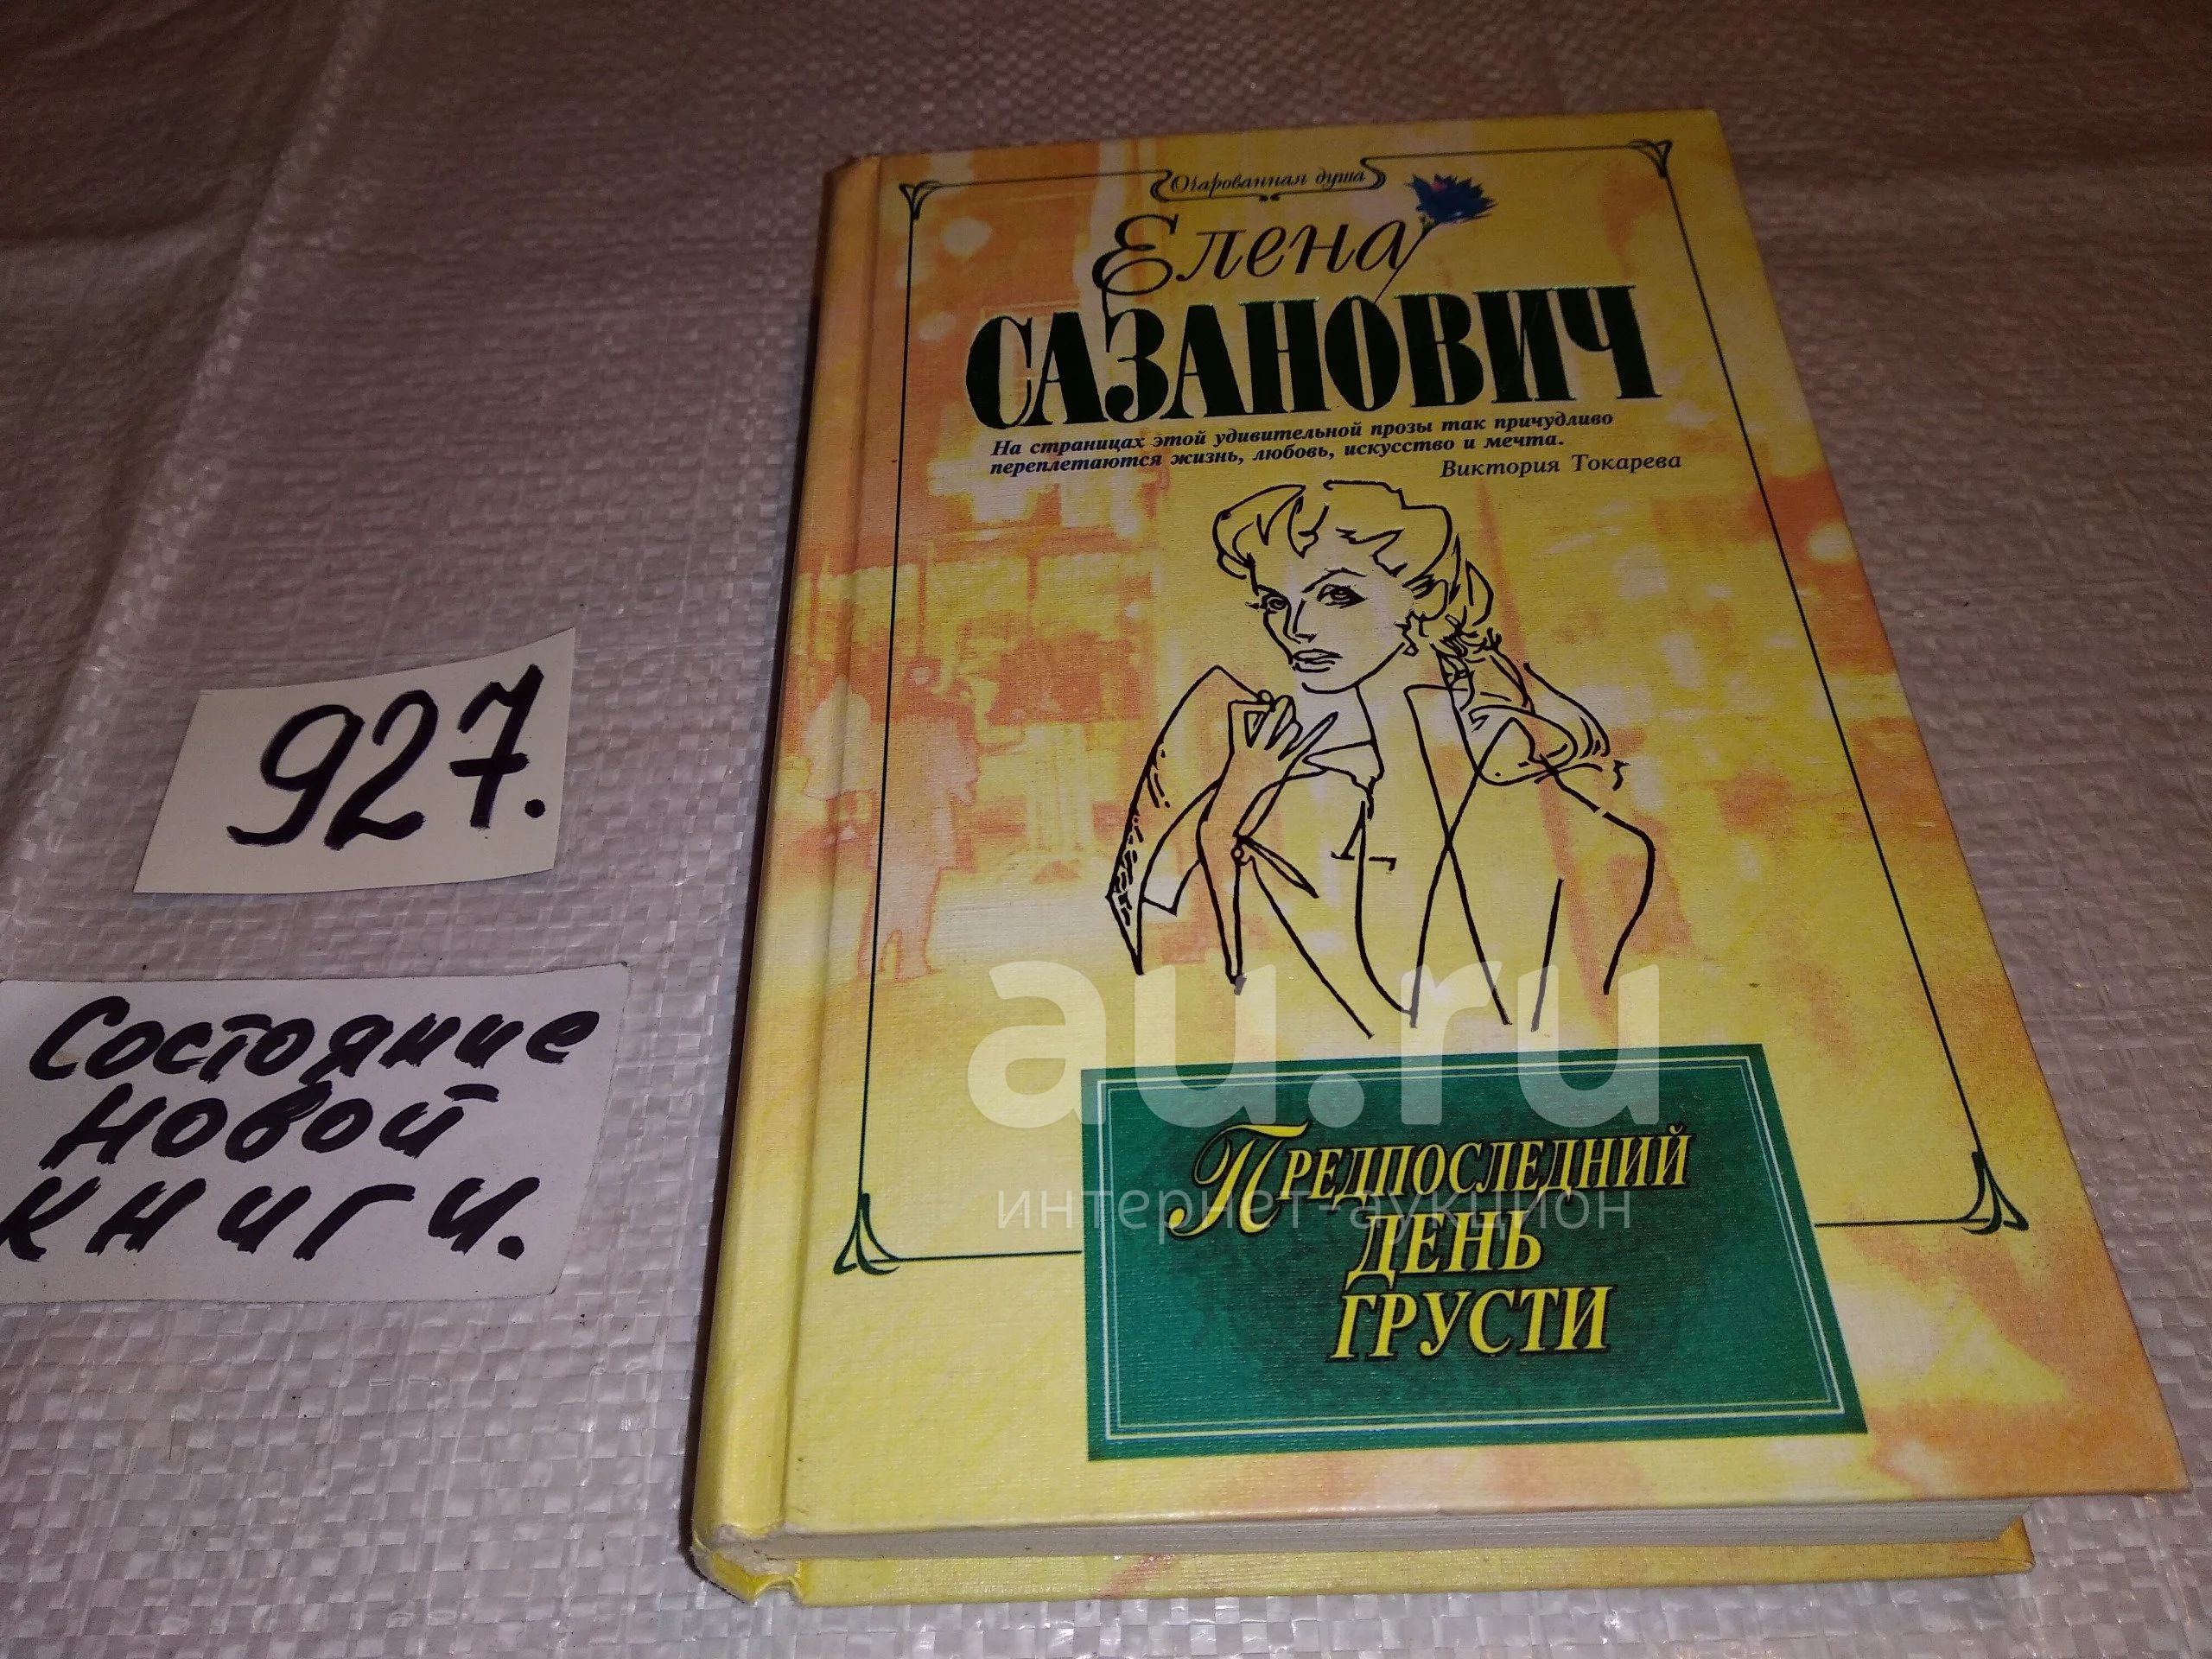 Очарованная душа
Елена
САЗАНОВИЧ
На страницах этой удивительной прозы так причудливо
переплетаются жизнь, любовь, искусство и мечта.
Виктория Токарева
927.
Состояние
новой
книги.
au.ru
интернет-аукцион
ПРЕДПОСЛЕДНИЙ
ДЕНЬ
ГРУСТИ